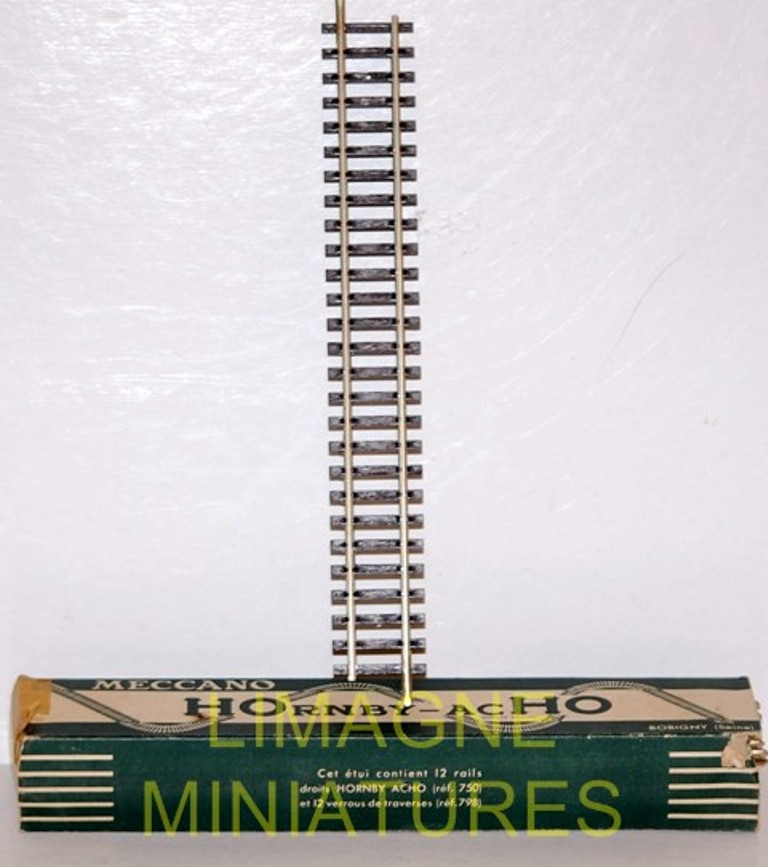 MECCANO
HORNBY-ACHO
BOBIGNY (Seine)
LIMAGNE
Cet étui contient 12 rails
droits HORNBY ACHO (réf. 750)
et 12 verrous de traverses (réf. 798)
MINIATURES